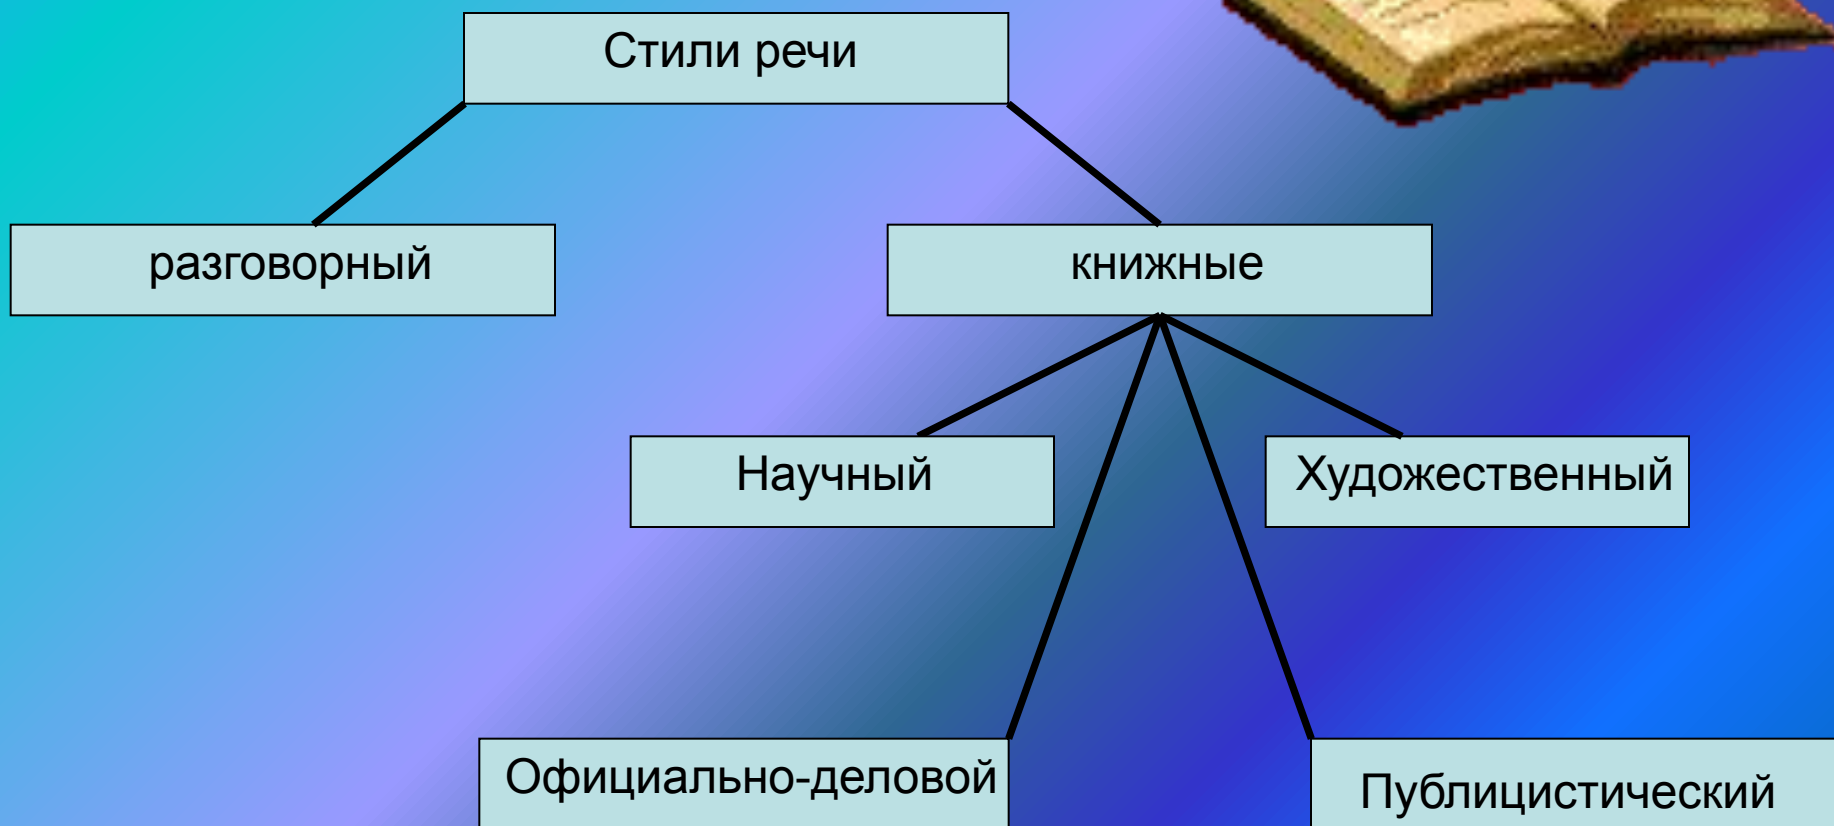 Стили речи
разговорный
книжные
Научный
Художественный
Официально-деловой
Публицистический